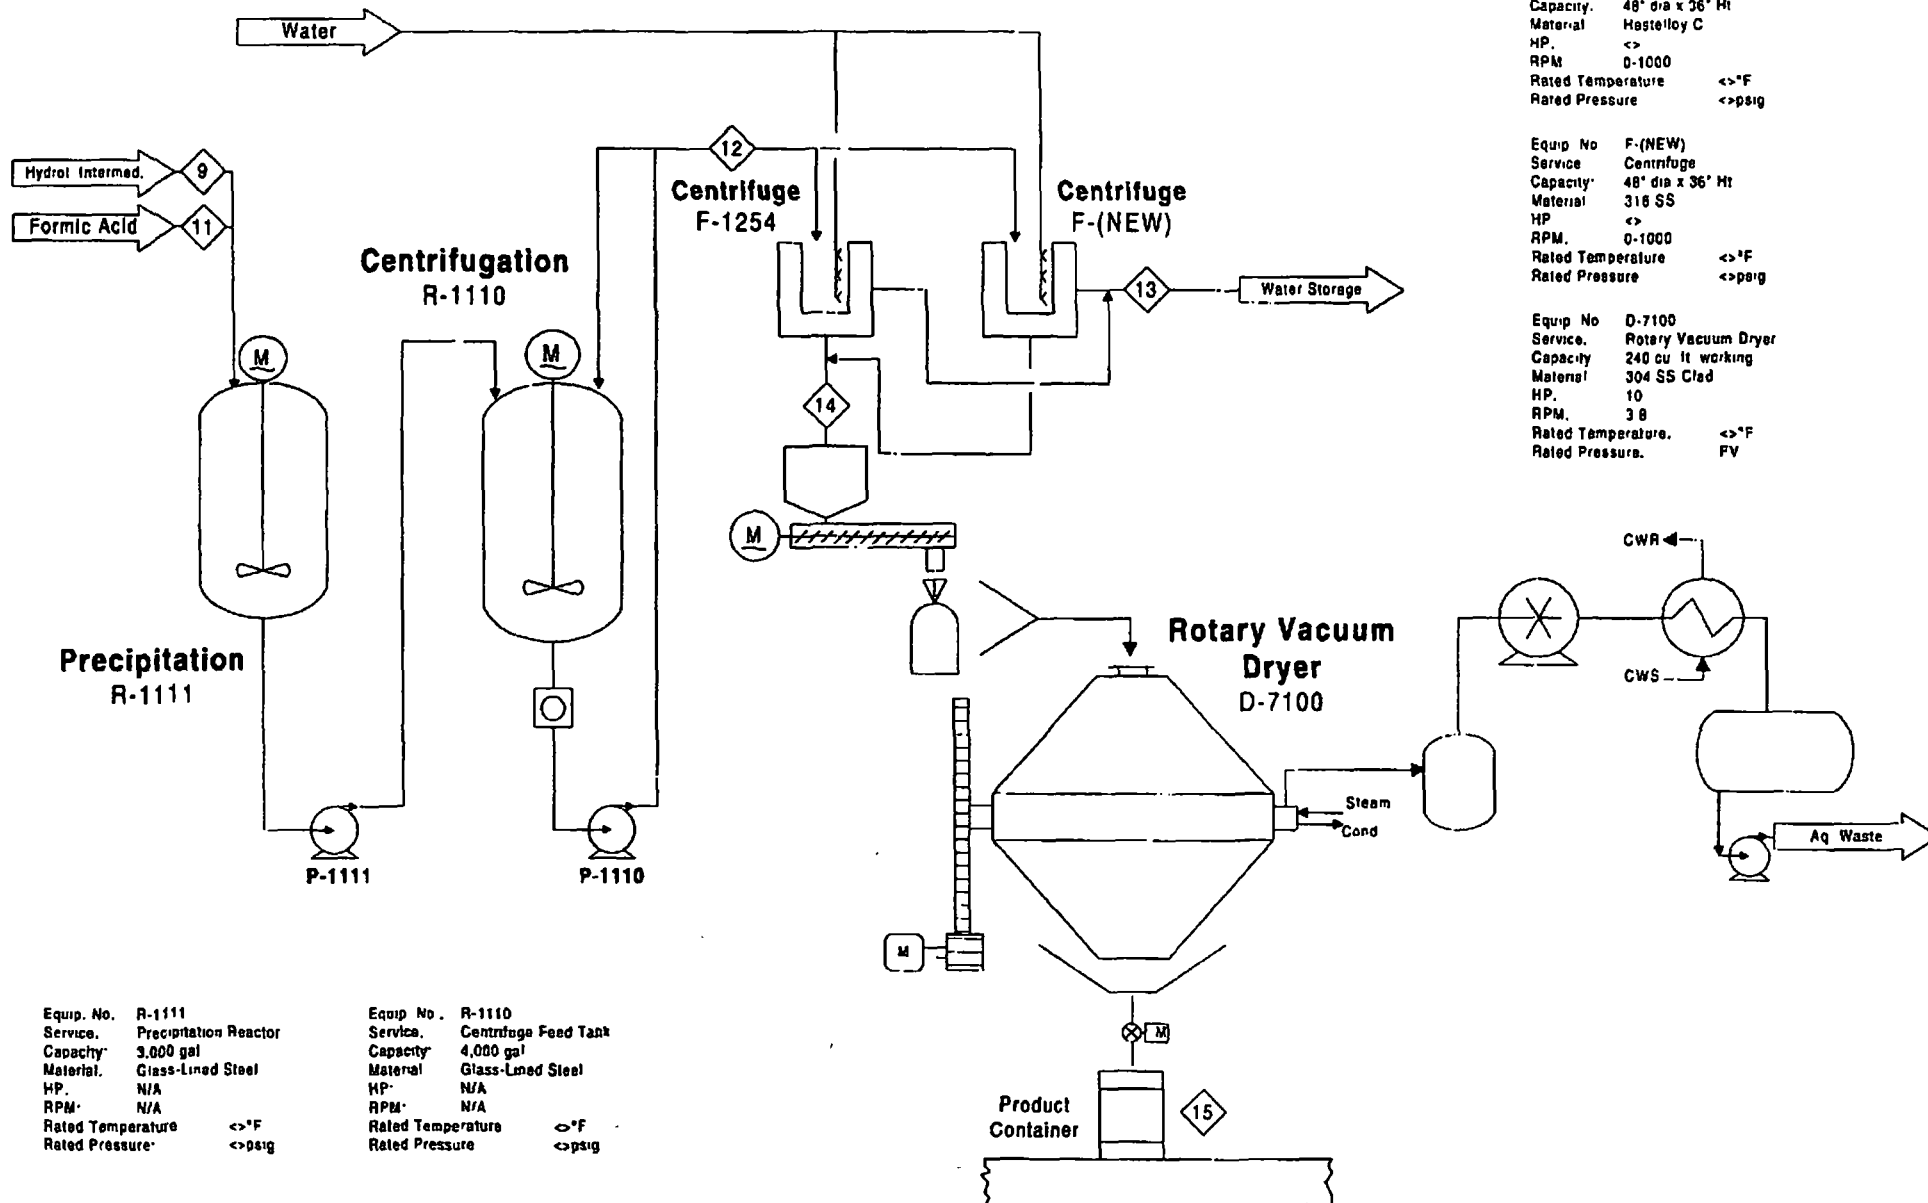 Water
Capacity. 48" dia x 36" Ht
Material Hastelloy C
HP. <>
RPM 0-1000
Rated Temperature <>°F
Rated Pressure <>psig
Equip No F-(NEW)
Service Centrifuge
Capacity 48" dia x 36" Ht
Material 316 SS
HP <>
RPM. 0-1000
Rated Temperature <>°F
Rated Pressure <>psig
Equip No D-7100
Service. Rotary Vacuum Dryer
Capacity 240 cu ft working
Material 304 SS Clad
HP. 10
RPM. 3 8
Rated Temperature. <>°F
Rated Pressure. FV
Hydrol Intermed. 9
Formic Acid 11
12
Centrifuge
F-1254
Centrifuge
F-(NEW)
Centrifugation
R-1110
13
Water Storage
M
M
14
M
CWR
CWS
Precipitation
R-1111
Rotary Vacuum
Dryer
D-7100
Steam
Cond
Aq Waste
P-1111
P-1110
M
M
Equip. No. R-1111
Service. Precipitation Reactor
Capacity 3,000 gal
Material. Glass-Lined Steel
HP. N/A
RPM N/A
Rated Temperature <>°F
Rated Pressure <>psig
Equip No. R-1110
Service. Centrifuge Feed Tank
Capacity 4,000 gal
Material Glass-Lined Steel
HP N/A
RPM N/A
Rated Temperature <>°F
Rated Pressure <>psig
Product
Container
15